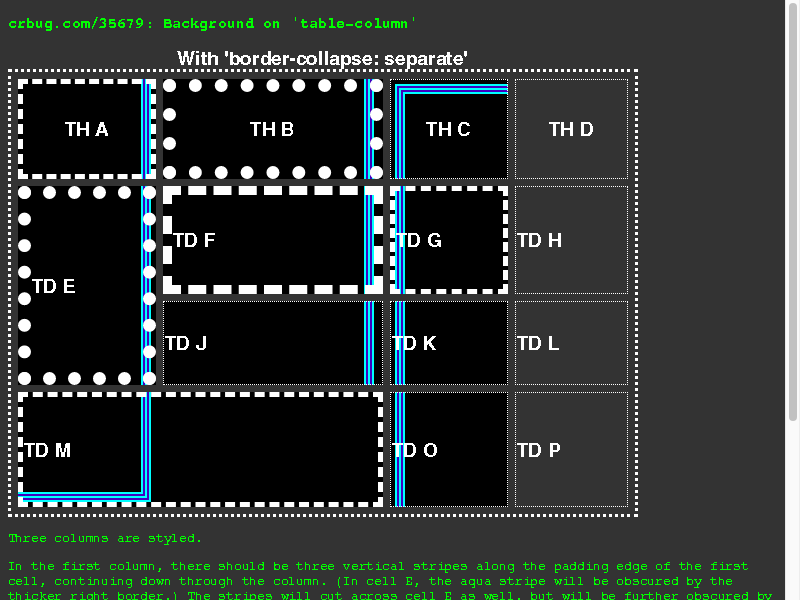 crbug.com/35679: Background on 'table-column'
With 'border-collapse: separate'
TH A TH B TH C TH D
TD E TD F TD G TD H
TD J TD K TD L
TD M TD O TD P
Three columns are styled.
In the first column, there should be three vertical stripes along the padding edge of the first
cell, continuing down through the column. (In cell E, the aqua stripe will be obscured by the
thicker right border.) The stripes will cut across cell E as well, but will be further obscured by